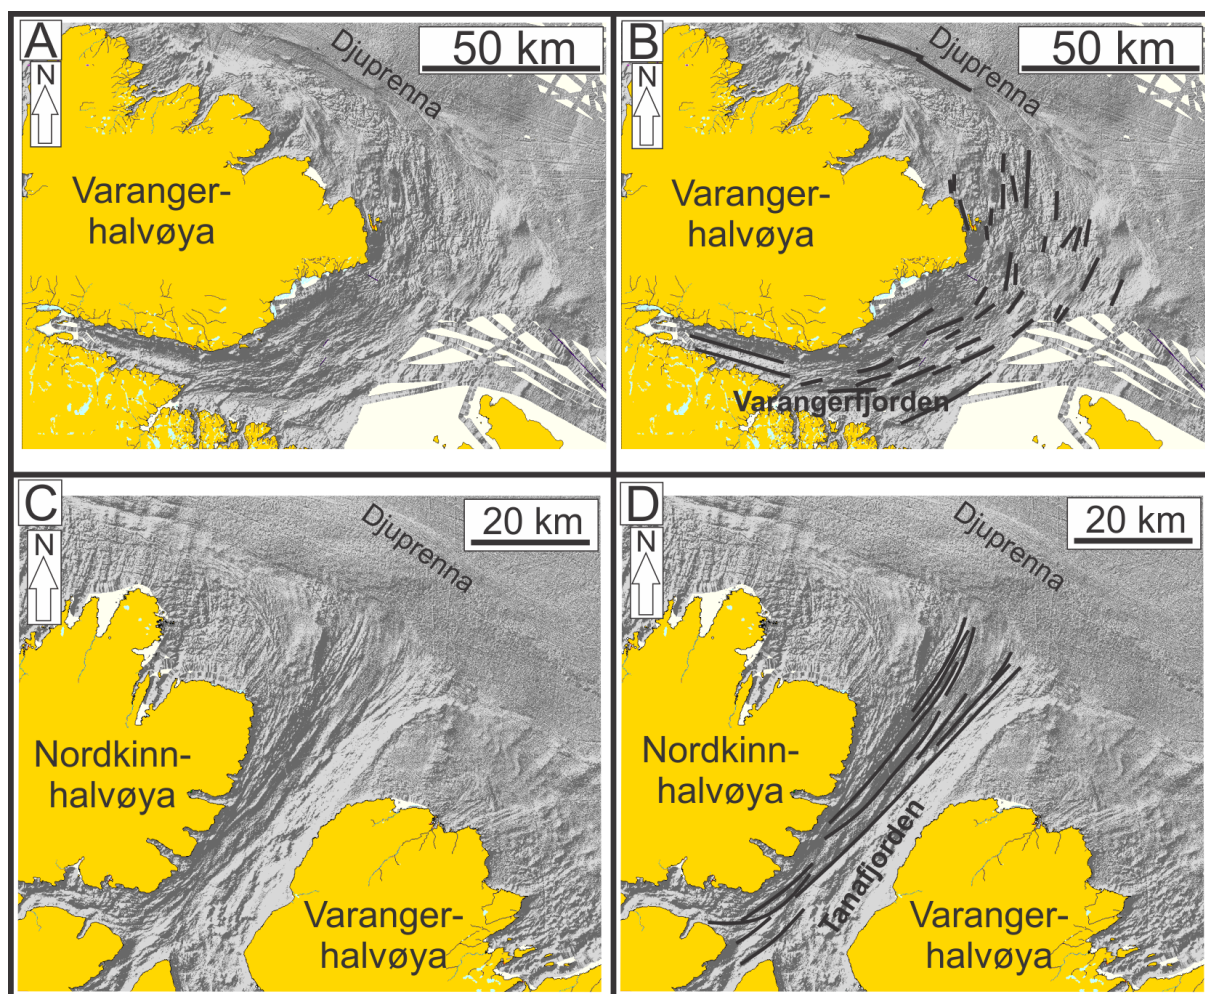 A
N
50 km
Djuprenna
Varanger-
halvøya
B
N
50 km
Djuprenna
Varanger-
halvøya
Varangerfjorden
C
N
20 km
Djuprenna
Nordkinn-
halvøya
Varanger-
halvøya
D
N
20 km
Djuprenna
Nordkinn-
halvøya
Tanafjorden
Varanger-
halvøya